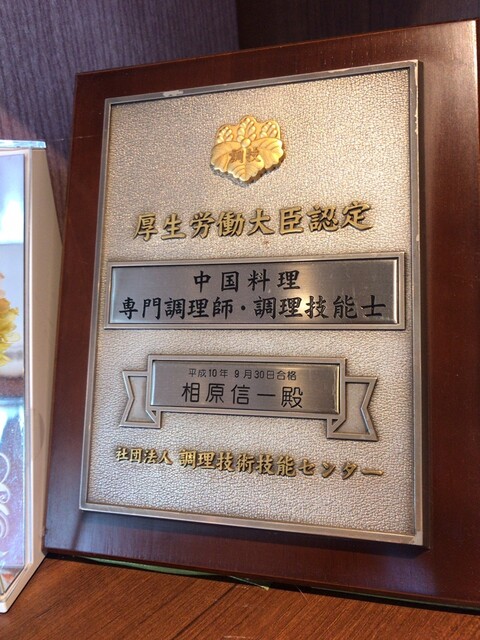 調技
厚生労働大臣認定
中国料理
専門調理師・調理技能士
平成10年 9月30日合格
相原信一殿
社団法人 調理技術技能センター